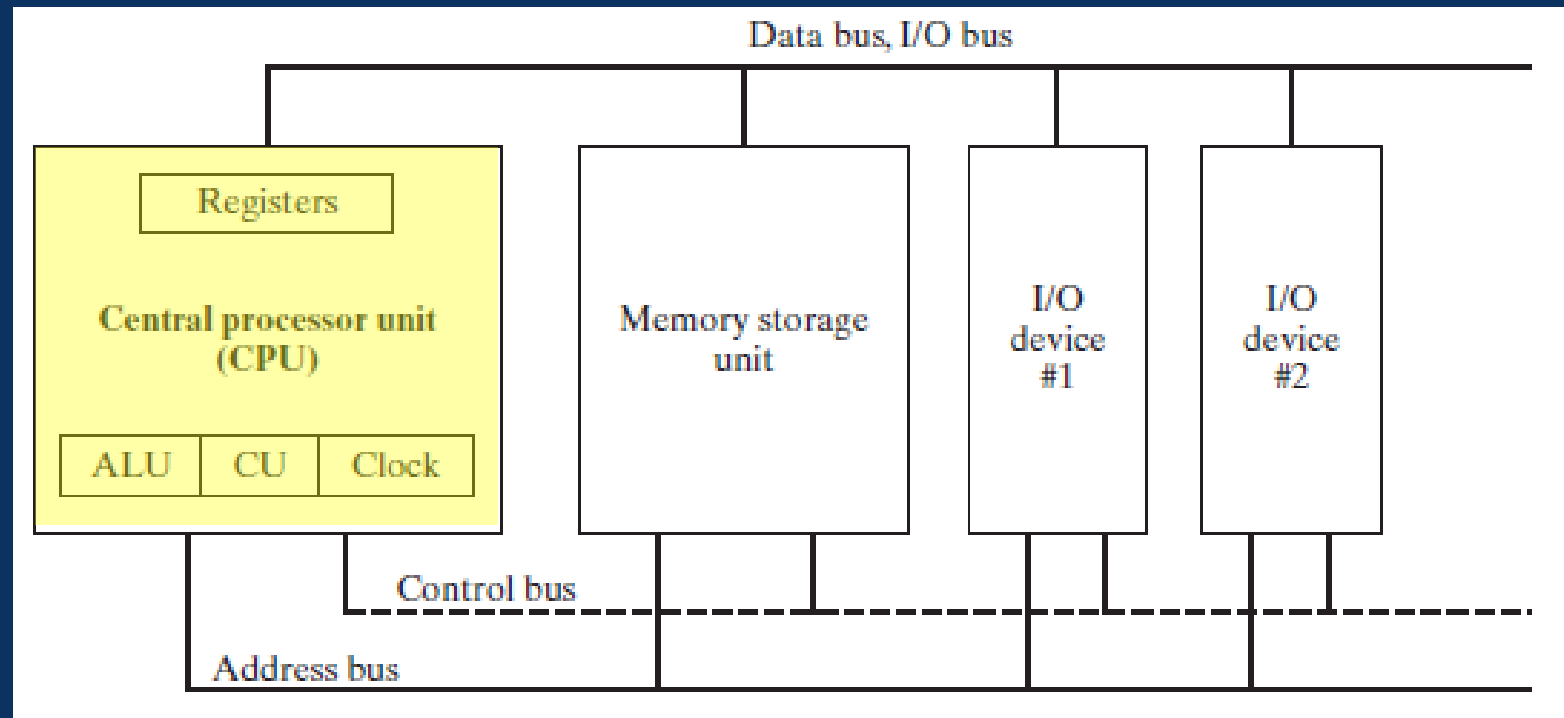 Data bus, I/O bus
Registers
Central processor unit
(CPU)
ALU CU Clock
Memory storage
unit
I/O
device
#1
I/O
device
#2
Control bus
Address bus